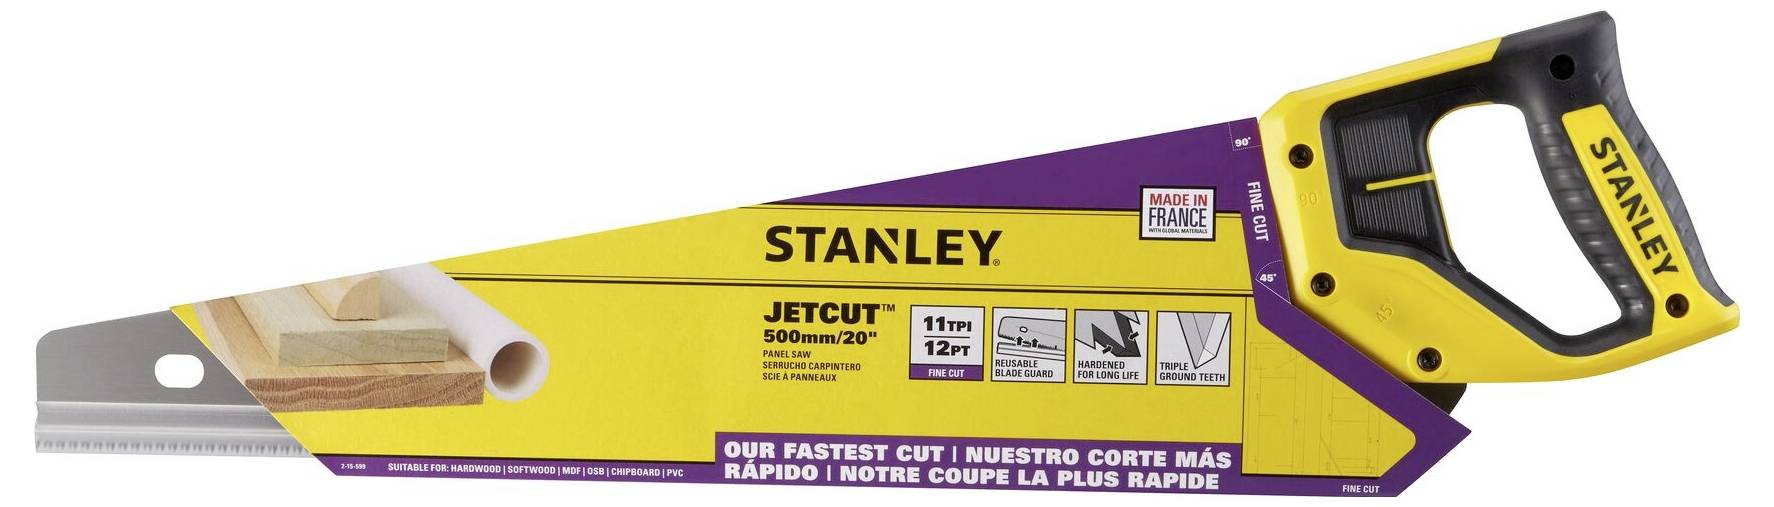 90°
MADE IN
FRANCE
WITH GLOBAL MATERIALS
FINE CUT
45°
90°
45°
STANLEY
STANLEY®
JETCUT™
500mm/20"
PANEL SAW
SERRUCHO CARPINTERO
SCIE À PANNEAUX
11TPI
12PT
FINE CUT
REUSABLE
BLADE GUARD
HARDENED
FOR LONG LIFE
TRIPLE
GROUND TEETH
OUR FASTEST CUT | NUESTRO CORTE MÁS
RÁPIDO | NOTRE COUPE LA PLUS RAPIDE
2-15-599
SUITABLE FOR: HARDWOOD | SOFTWOOD | MDF | OSB | CHIPBOARD | PVC
FINE CUT